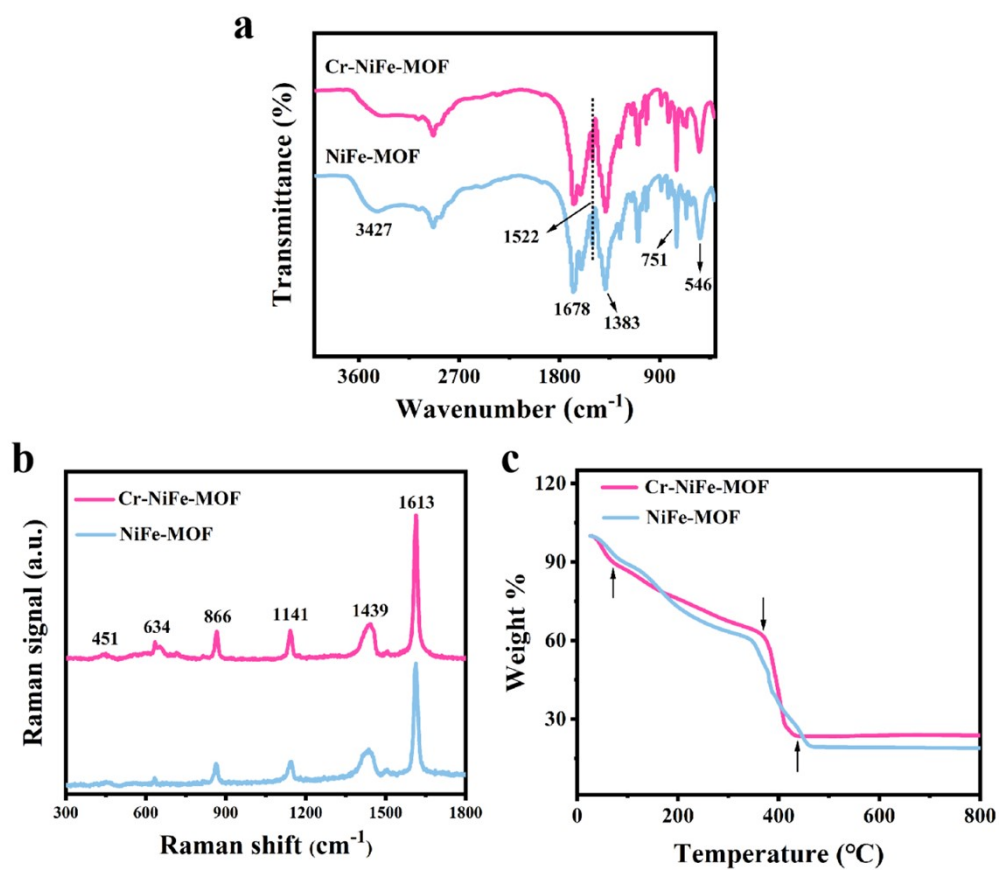 a
Transmittance (%)
Cr-NiFe-MOF
NiFe-MOF
3427
1522
1678
1383
751
546
3600 2700 1800 900
Wavenumber (cm⁻¹)
b
Raman signal (a.u.)
Cr-NiFe-MOF
NiFe-MOF
451 634 866 1141 1439 1613
300 600 900 1200 1500 1800
Raman shift (cm⁻¹)
c
Weight %
Cr-NiFe-MOF
NiFe-MOF
120
90
60
30
0 200 400 600 800
Temperature (°C)